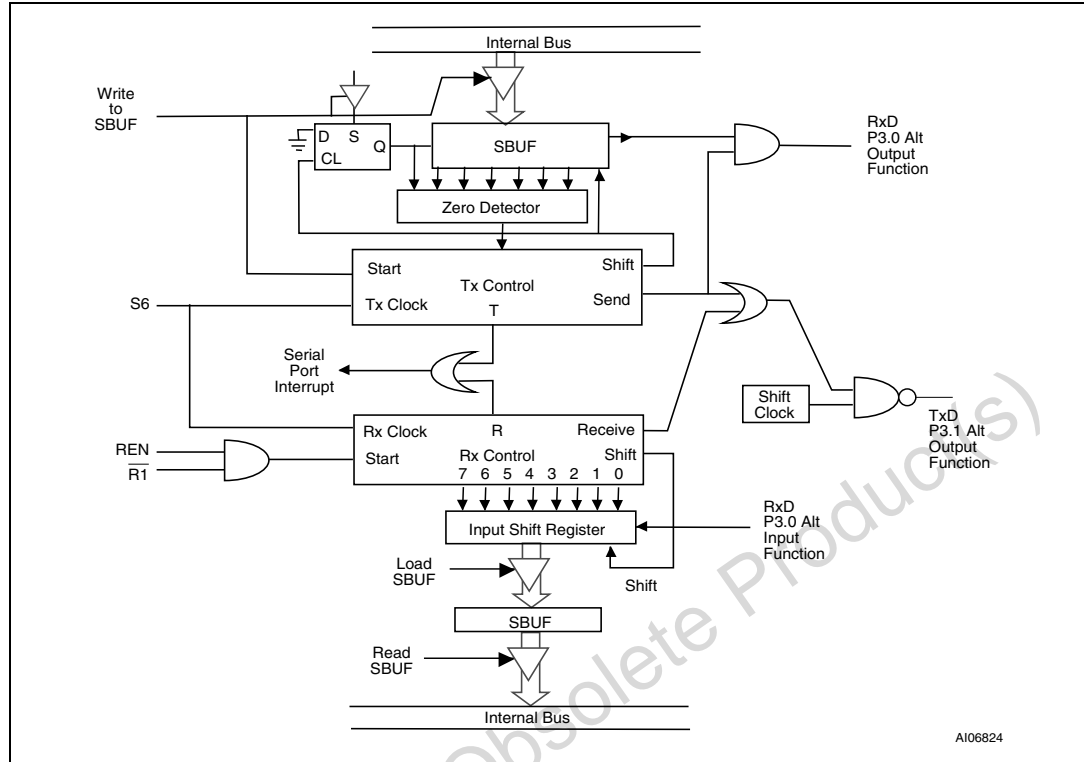 Internal Bus
Write
to
SBUF
D S
Q
CL
SBUF
RxD
P3.0 Alt
Output
Function
Zero Detector
Start
Shift
Tx Control
S6
Tx Clock
Send
T
Serial
Port
Interrupt
Shift
Clock
TxD
P3.1 Alt
Output
Function
Rx Clock
R
Receive
REN
R1
Start
Rx Control
Shift
7 6 5 4 3 2 1 0
Input Shift Register
RxD
P3.0 Alt
Input
Function
Load
SBUF
Shift
SBUF
Read
SBUF
Internal Bus
AI06824
Obsolete Product(s)